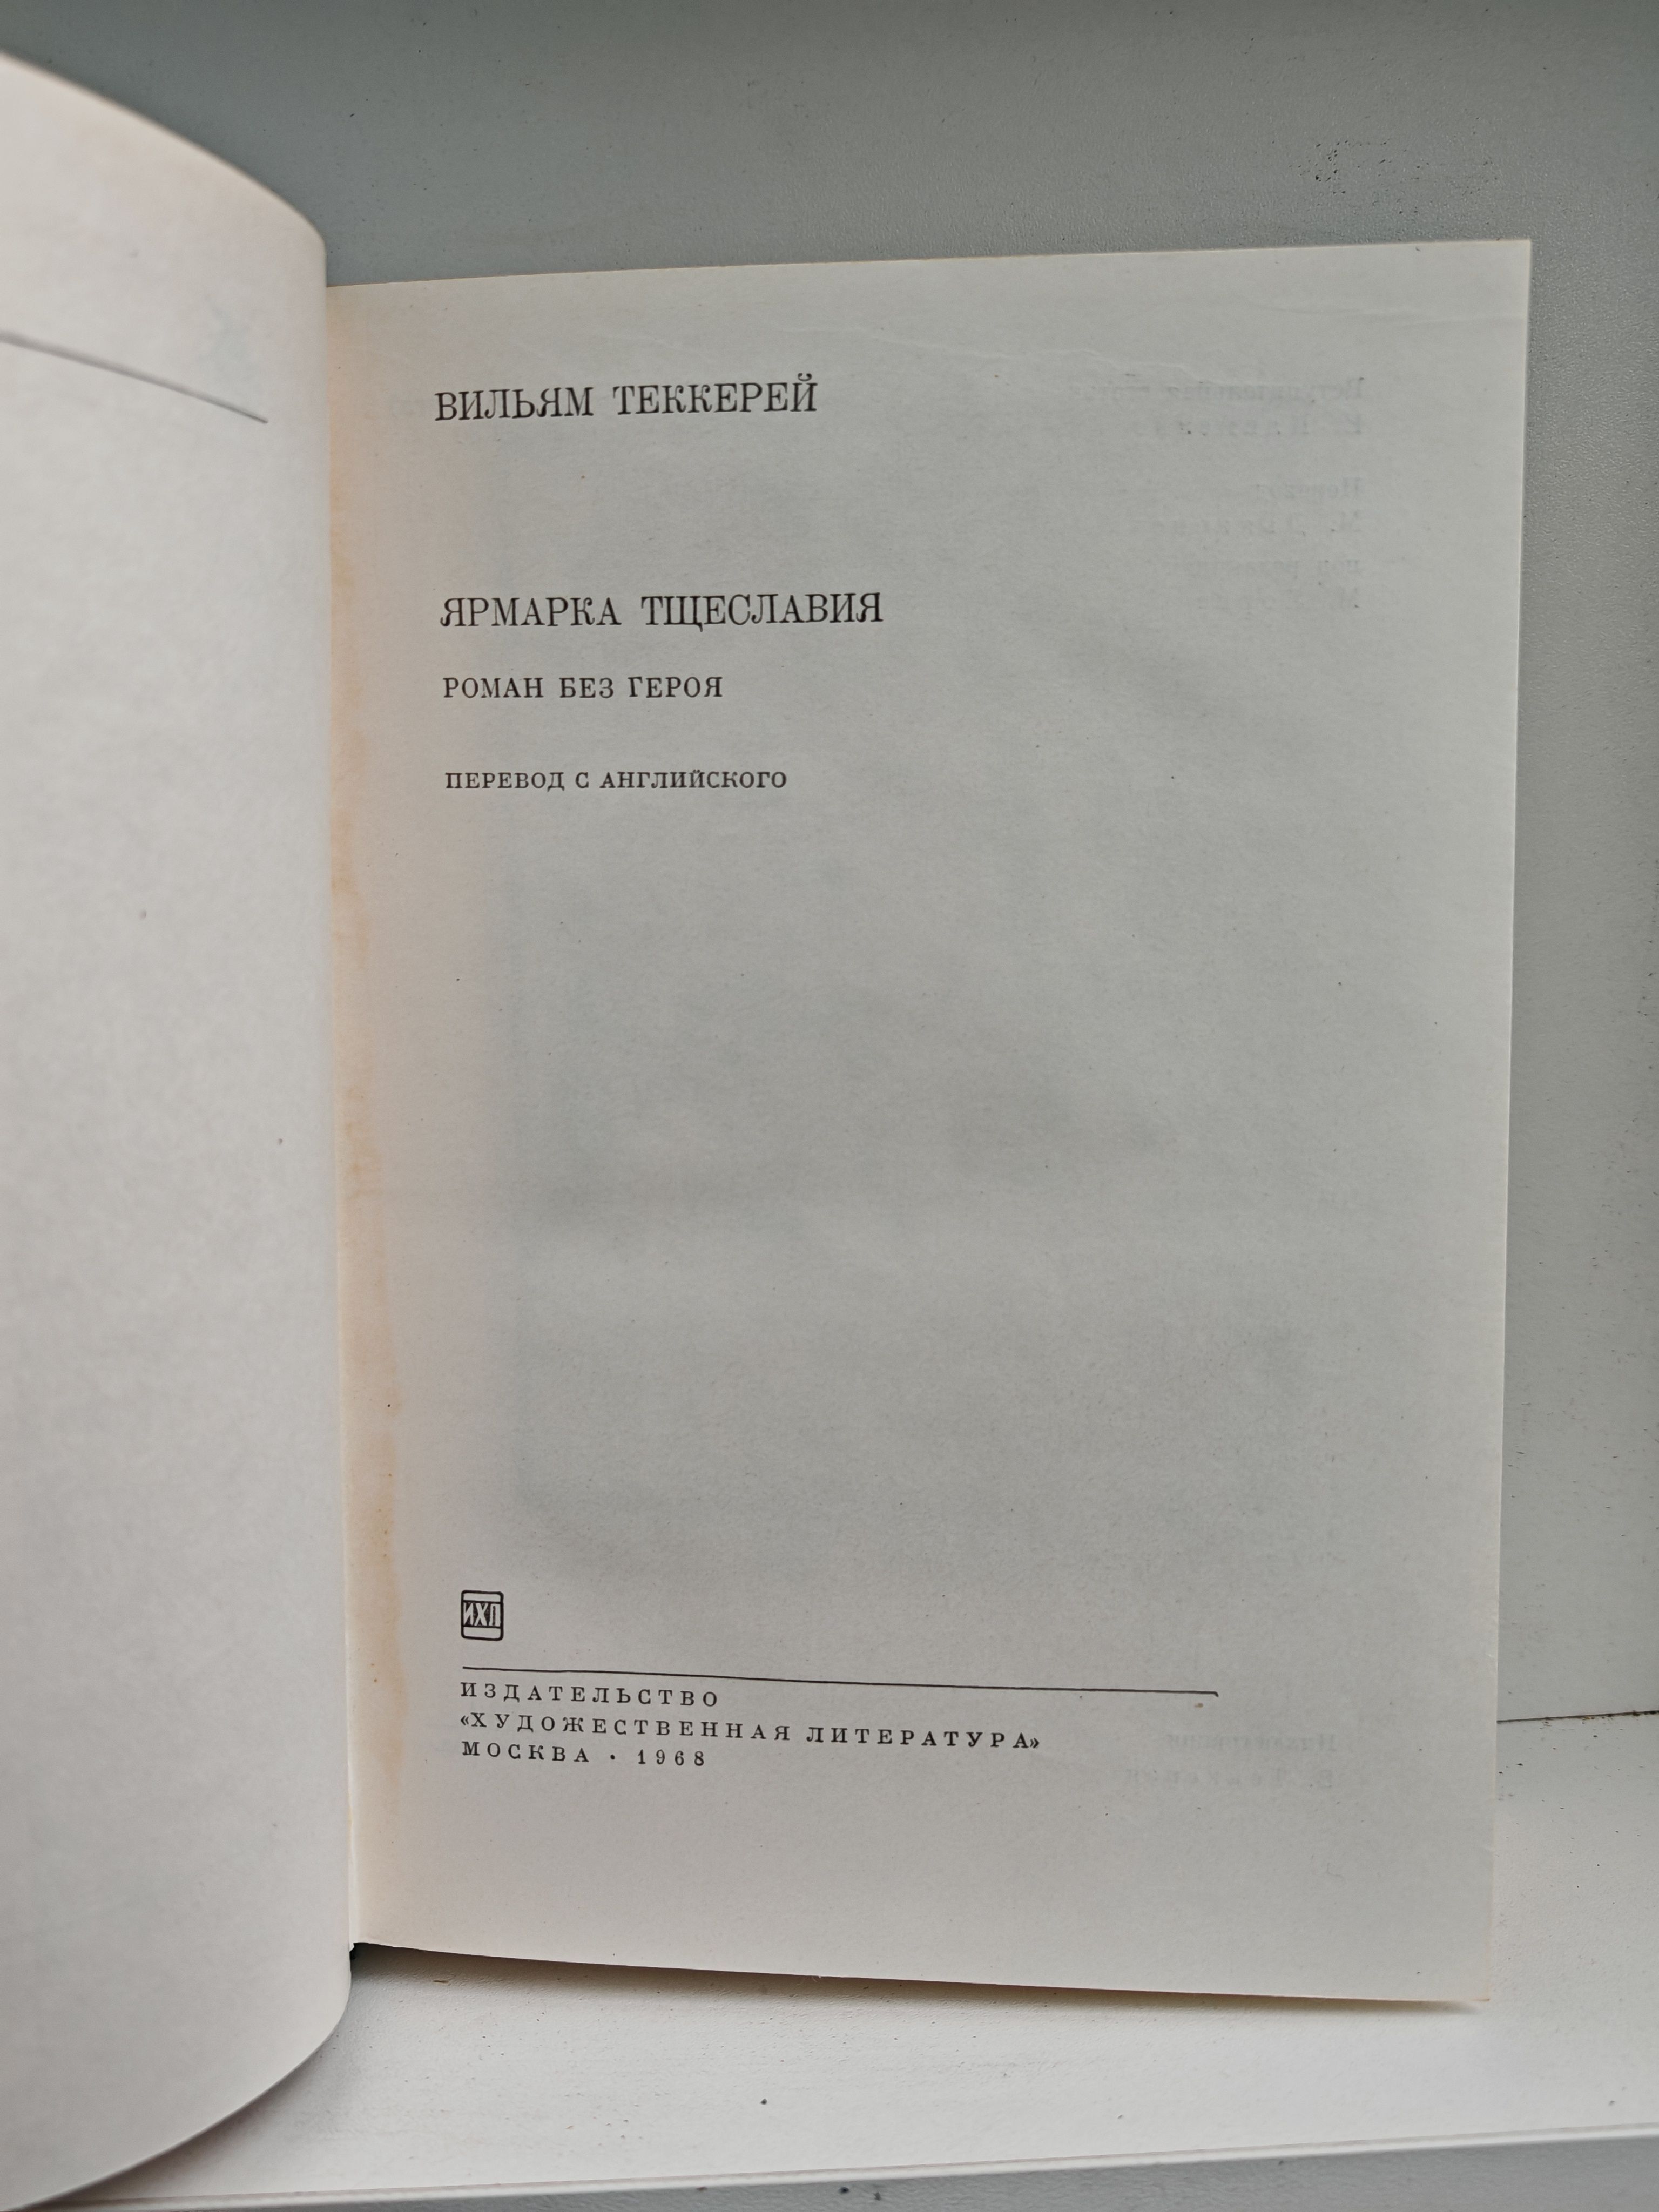 ВИЛЬЯМ ТЕККЕРЕЙ
ЯРМАРКА ТЩЕСЛАВИЯ
РОМАН БЕЗ ГЕРОЯ
ПЕРЕВОД С АНГЛИЙСКОГО
ИХЛ
ИЗДАТЕЛЬСТВО
«ХУДОЖЕСТВЕННАЯ ЛИТЕРАТУРА»
МОСКВА · 1968